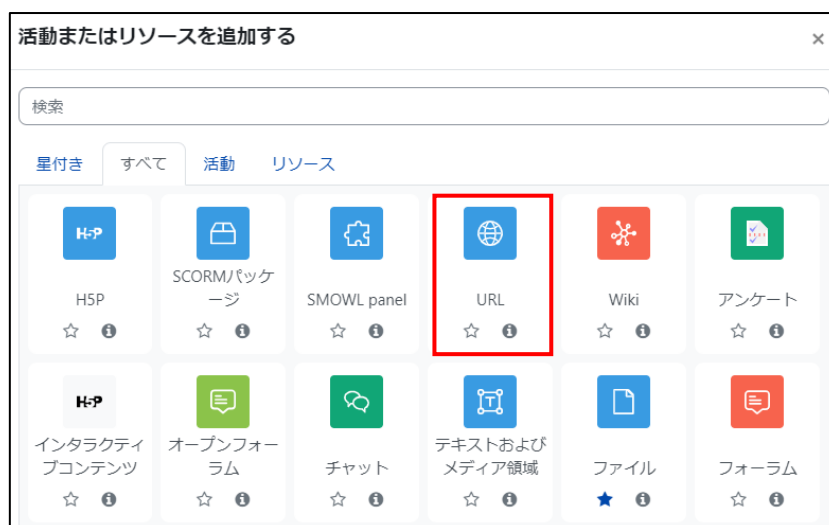 活動またはリソースを追加する
×
検索
星付き すべて 活動 リソース
H5P
H5P
SCORMパッケ
ージ
SMOWL panel
URL
Wiki
アンケート
H5P
インタラクティ
ブコンテンツ
オープンフォー
ラム
チャット
テキストおよび
メディア領域
ファイル
フォーラム